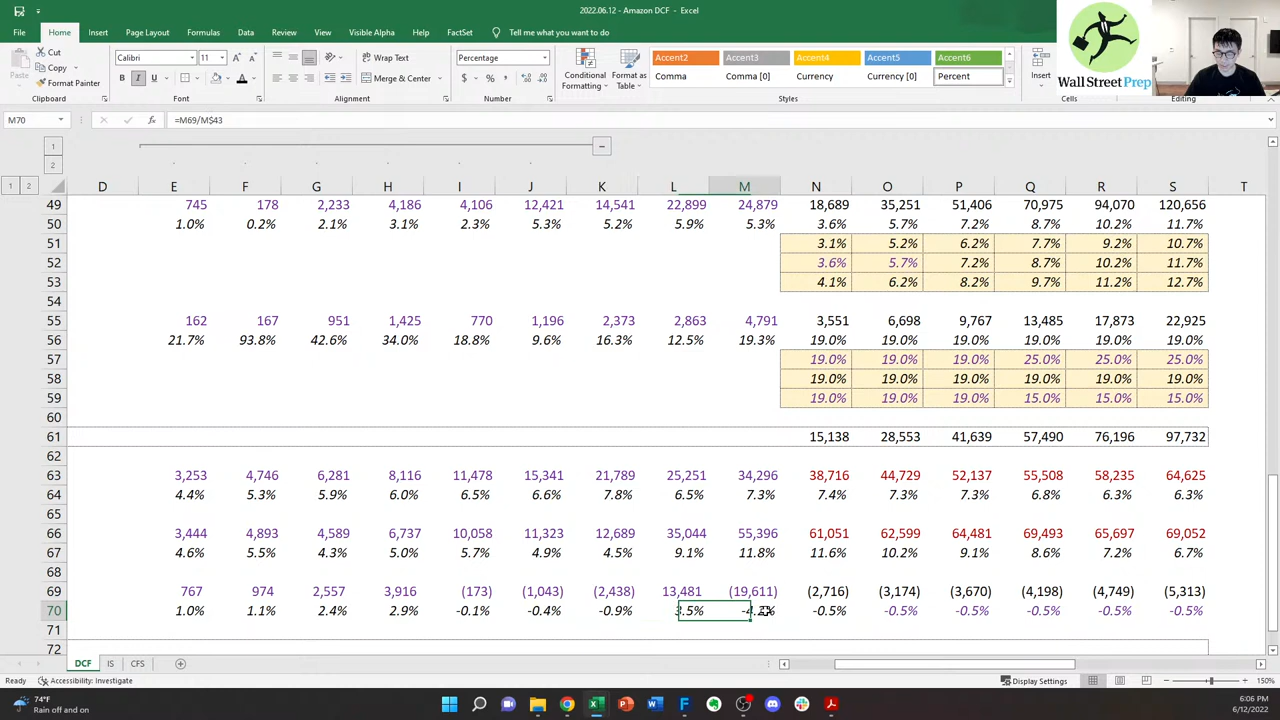 2022.06.12 - Amazon DCF - Excel
File Home Insert Page Layout Formulas Data Review View Visible Alpha Help FactSet Tell me what you want to do
Cut
Copy
Format Painter
Paste
Clipboard
Calibri 11
B I U
Font
Wrap Text
Merge & Center
Alignment
Percentage
$ % ,
Number
Conditional Formatting
Format as Table
Accent2 Accent3 Accent4 Accent5 Accent6
Comma Comma [0] Currency Currency [0] Percent
Styles
Insert
Cells
Editing
Wall Street Prep
M70 fx =M69/M$43
1
2
1 2 D E F G H I J K L M N O P Q R S T
49 745 178 2,233 4,186 4,106 12,421 14,541 22,899 24,879 18,689 35,251 51,406 70,975 94,070 120,656
50 1.0% 0.2% 2.1% 3.1% 2.3% 5.3% 5.2% 5.9% 5.3% 3.6% 5.7% 7.2% 8.7% 10.2% 11.7%
51 3.1% 5.2% 6.2% 7.7% 9.2% 10.7%
52 3.6% 5.7% 7.2% 8.7% 10.2% 11.7%
53 4.1% 6.2% 8.2% 9.7% 11.2% 12.7%
54
55 162 167 951 1,425 770 1,196 2,373 2,863 4,791 3,551 6,698 9,767 13,485 17,873 22,925
56 21.7% 93.8% 42.6% 34.0% 18.8% 9.6% 16.3% 12.5% 19.3% 19.0% 19.0% 19.0% 19.0% 19.0% 19.0%
57 19.0% 19.0% 19.0% 25.0% 25.0% 25.0%
58 19.0% 19.0% 19.0% 19.0% 19.0% 19.0%
59 19.0% 19.0% 19.0% 15.0% 15.0% 15.0%
60
61 15,138 28,553 41,639 57,490 76,196 97,732
62
63 3,253 4,746 6,281 8,116 11,478 15,341 21,789 25,251 34,296 38,716 44,729 52,137 55,508 58,235 64,625
64 4.4% 5.3% 5.9% 6.0% 6.5% 6.6% 7.8% 6.5% 7.3% 7.4% 7.3% 7.3% 6.8% 6.3% 6.3%
65
66 3,444 4,893 4,589 6,737 10,058 11,323 12,689 35,044 55,396 61,051 62,599 64,481 69,493 65,697 69,052
67 4.6% 5.5% 4.3% 5.0% 5.7% 4.9% 4.5% 9.1% 11.8% 11.6% 10.2% 9.1% 8.6% 7.2% 6.7%
68
69 767 974 2,557 3,916 (173) (1,043) (2,438) 13,481 (19,611) (2,716) (3,174) (3,670) (4,198) (4,749) (5,313)
70 1.0% 1.1% 2.4% 2.9% -0.1% -0.4% -0.9% 3.5% -4.2% -0.5% -0.5% -0.5% -0.5% -0.5% -0.5%
71
72
DCF IS CFS
Ready Accessibility: Investigate Display Settings 150%
74°F
Rain off and on
6:06 PM
6/12/2022